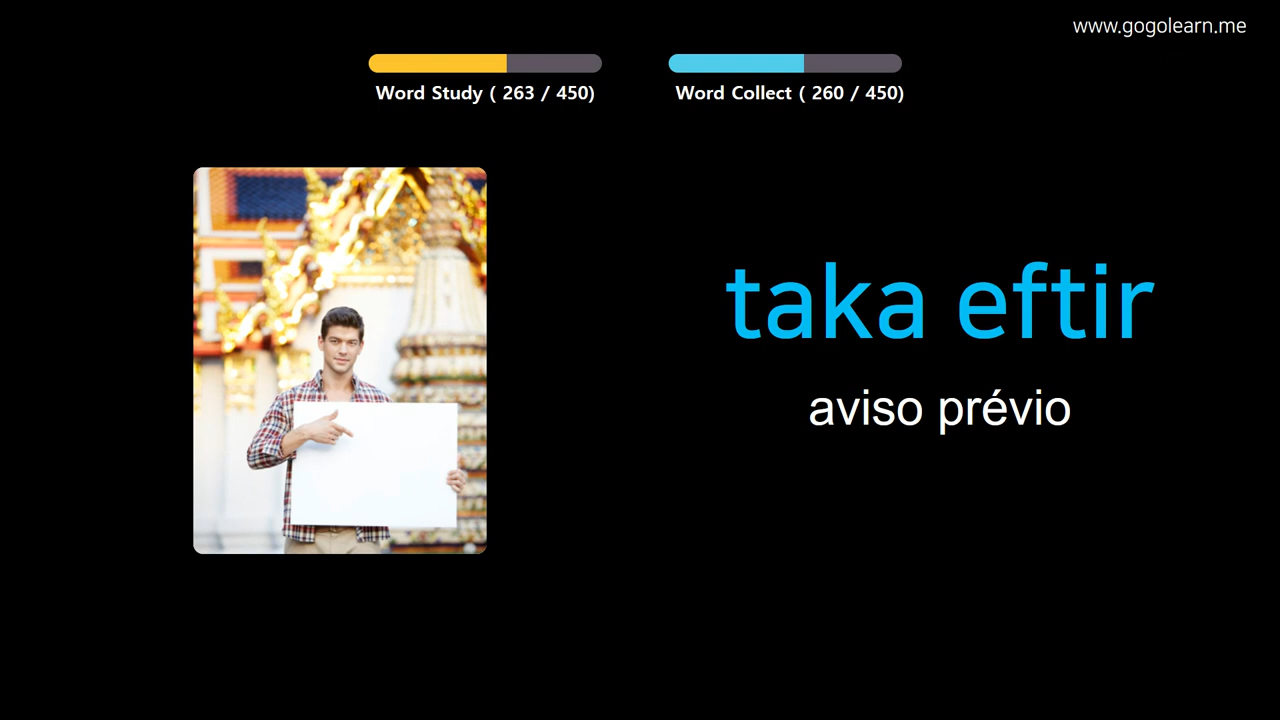 www.gogolearn.me
Word Study ( 263 / 450)
Word Collect ( 260 / 450)
taka eftir
aviso prévio